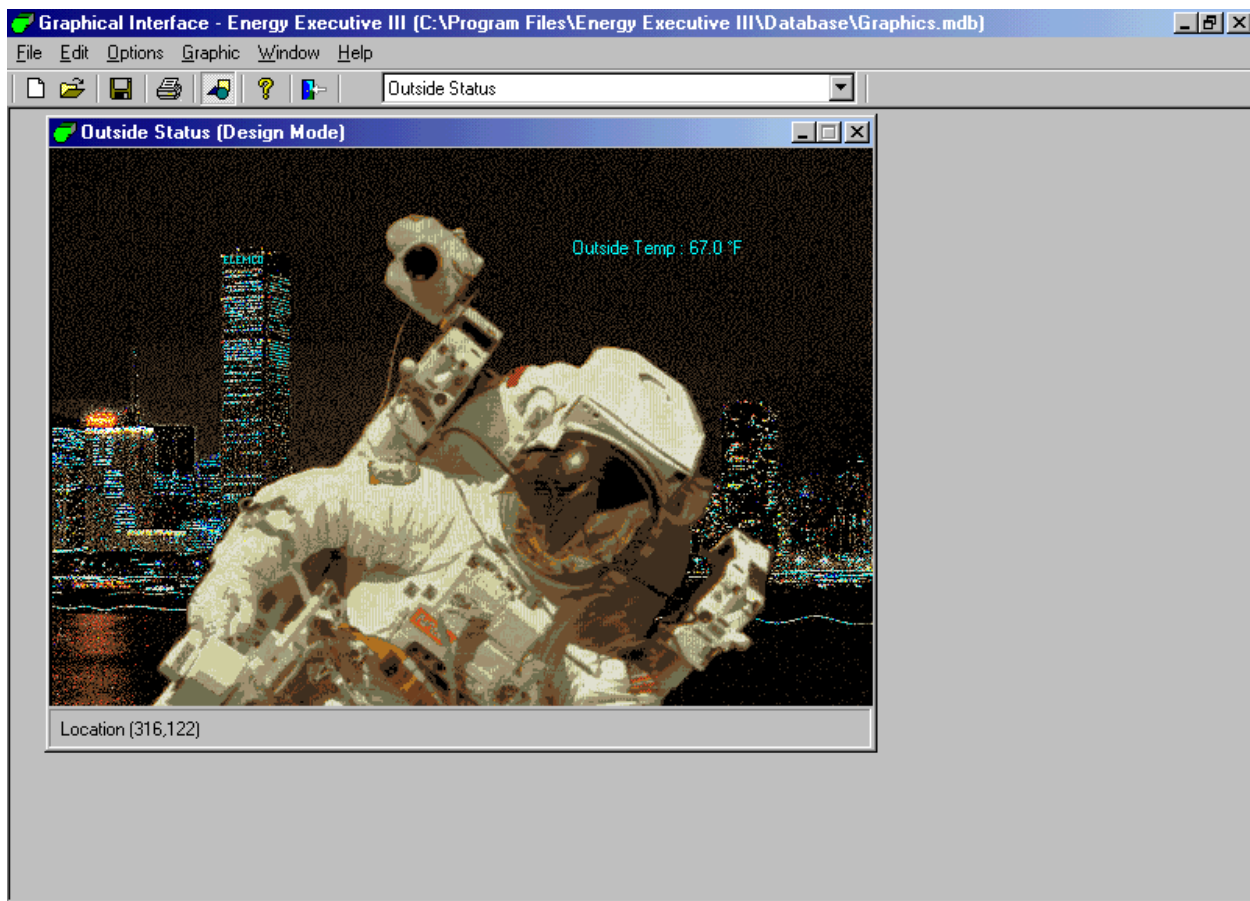 Graphical Interface - Energy Executive III (C:\Program Files\Energy Executive III\Database\Graphics.mdb)
File Edit Options Graphic Window Help
Outside Status
Outside Status (Design Mode)
Outside Temp : 67.0 °F
ELEMCO
Location (316,122)